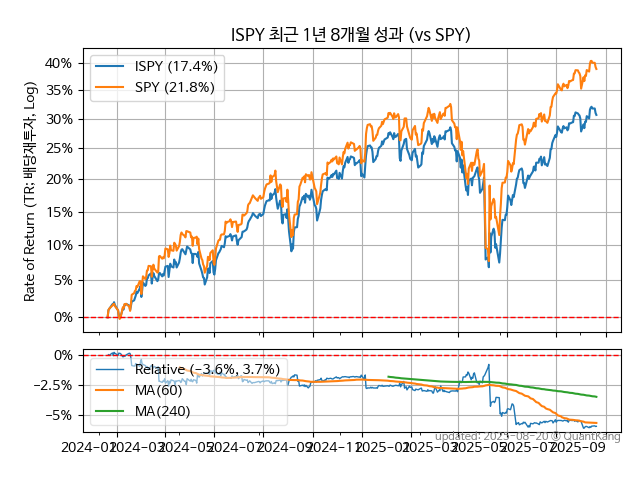 ISPY 최근 1년 8개월 성과 (vs SPY)
ISPY (17.4%)
SPY (21.8%)
Rate of Return (TR: 배당재투자, Log)
40%
35%
30%
25%
20%
15%
10%
5%
0%
Relative (−3.6%, 3.7%)
MA(60)
MA(240)
0%
−2.5%
−5%
updated: 2025-08-20 © QuantKang
2024-01 2024-03 2024-05 2024-07 2024-09 2024-11 2025-01 2025-03 2025-05 2025-07 2025-09